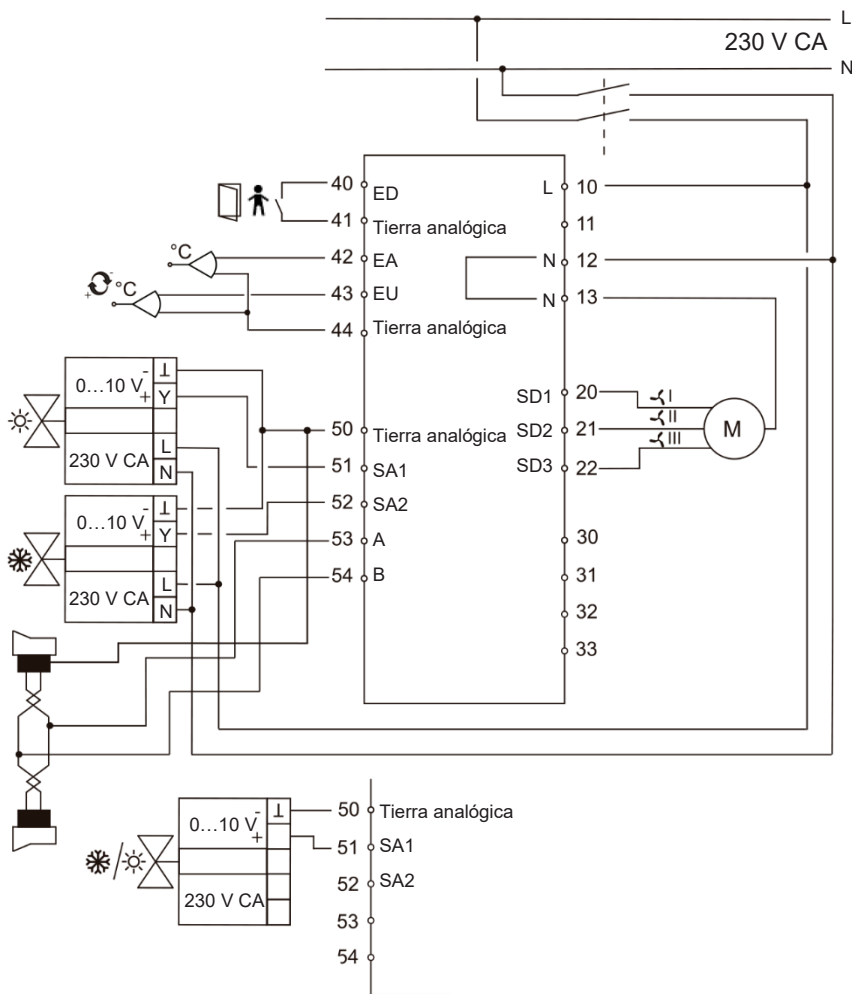 L
230 V CA
N
40 ED
41 Tierra analógica
°C
42 EA
°C
43 EU
44 Tierra analógica
L 10
11
N 12
N 13
0...10 V - ⊥
+ Y
L
230 V CA
N
50 Tierra analógica
51 SA1
0...10 V - ⊥
+ Y
L
230 V CA
N
52 SA2
53 A
54 B
SD1 20 I
SD2 21 II
SD3 22 III
M
30
31
32
33
0...10 V - ⊥
+
230 V CA
50 Tierra analógica
51 SA1
52 SA2
53
54